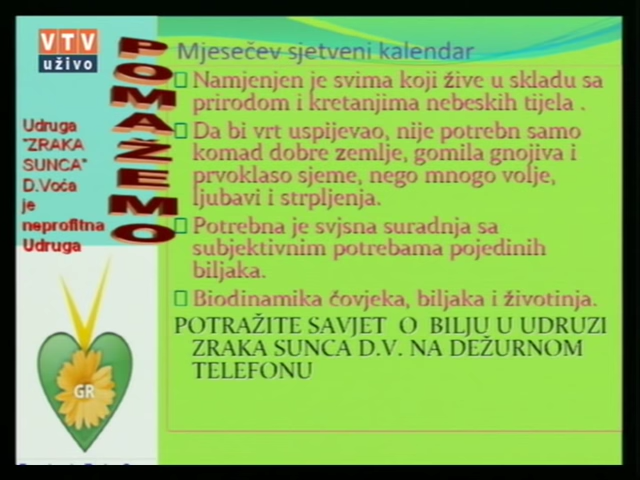 VTV
uživo
POMAŽEMO
Udruga
"ZRAKA
SUNCA"
D.Voća
je
neprofitna
Udruga
GR
Mjesečev sjetveni kalendar
Namjenjen je svima koji žive u skladu sa
prirodom i kretanjima nebeskih tijela .
Da bi vrt uspijevao, nije potrebn samo
komad dobre zemlje, gomila gnojiva i
prvoklaso sjeme, nego mnogo volje,
ljubavi i strpljenja.
Potrebna je svjsna suradnja sa
subjektivnim potrebama pojedinih
biljaka.
Biodinamika čovjeka, biljaka i životinja.
POTRAŽITE SAVJET O BILJU U UDRUZI
ZRAKA SUNCA D.V. NA DEŽURNOM
TELEFONU